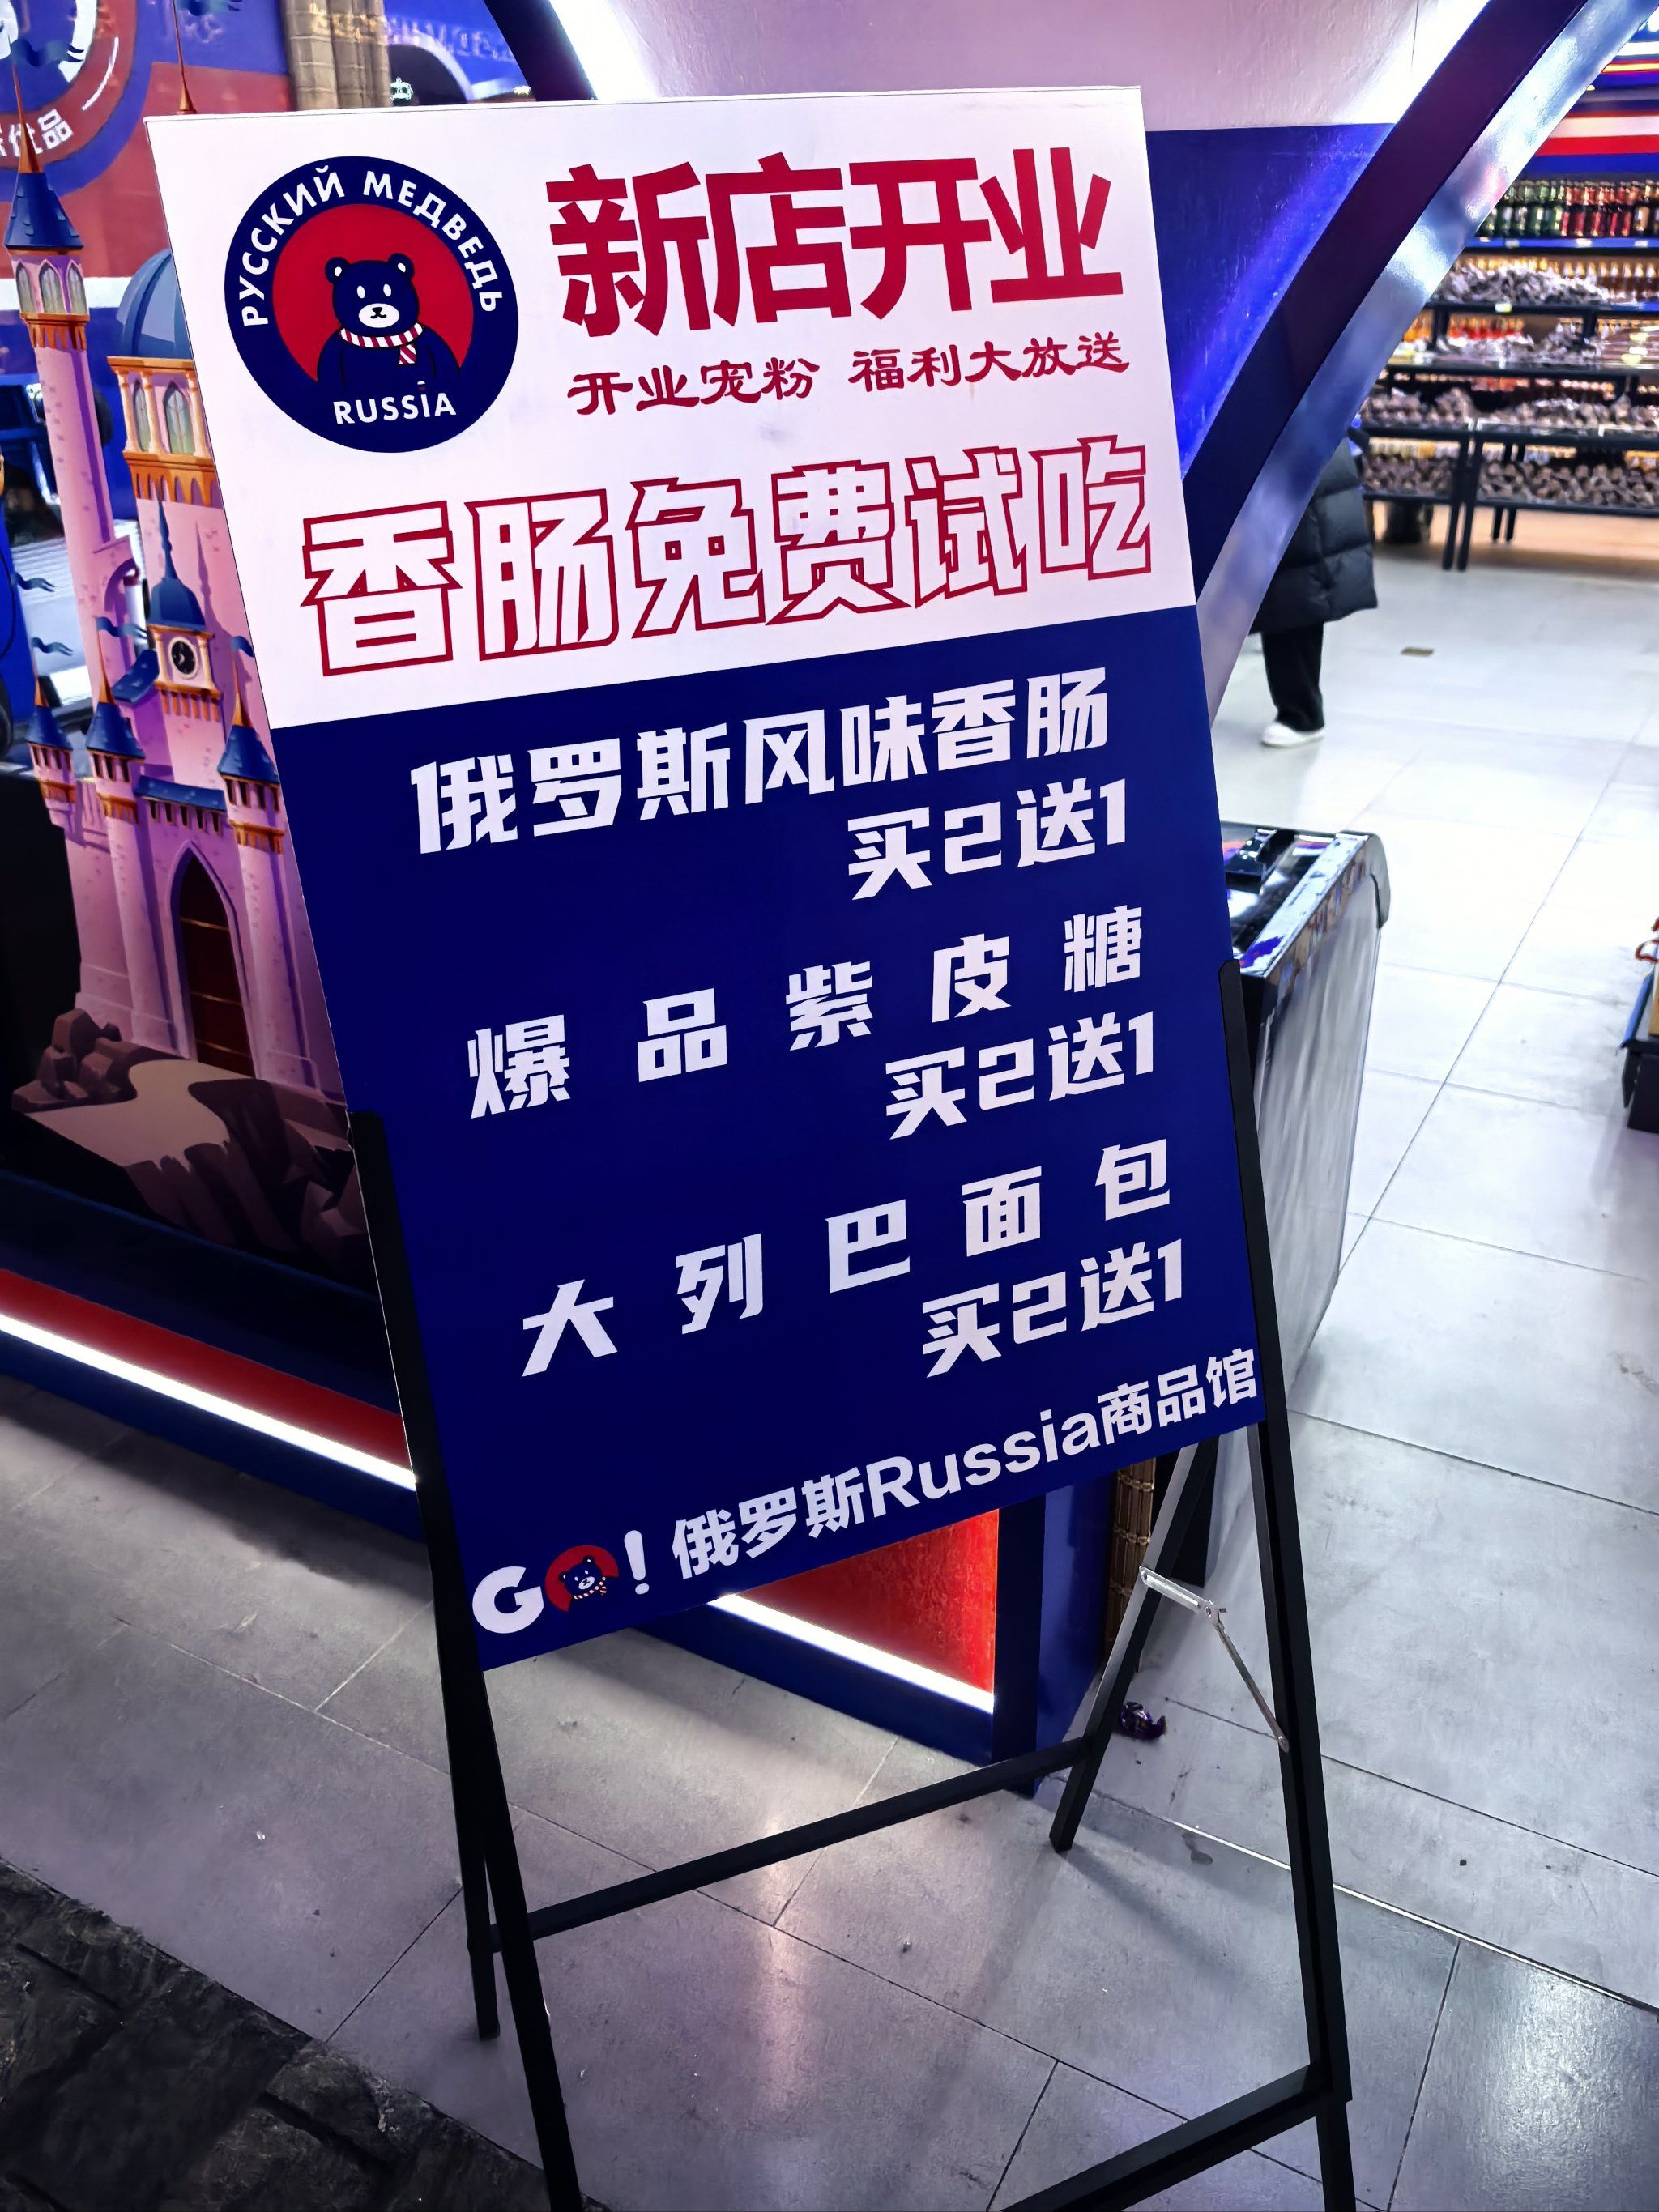 РУССКИЙ МЕДВЕДЬ
RUSSIA
新店开业
开业宠粉 福利大放送
香肠免费试吃
俄罗斯风味香肠
买2送1
爆品紫皮糖
买2送1
大列巴面包
买2送1
GO! 俄罗斯Russia商品馆